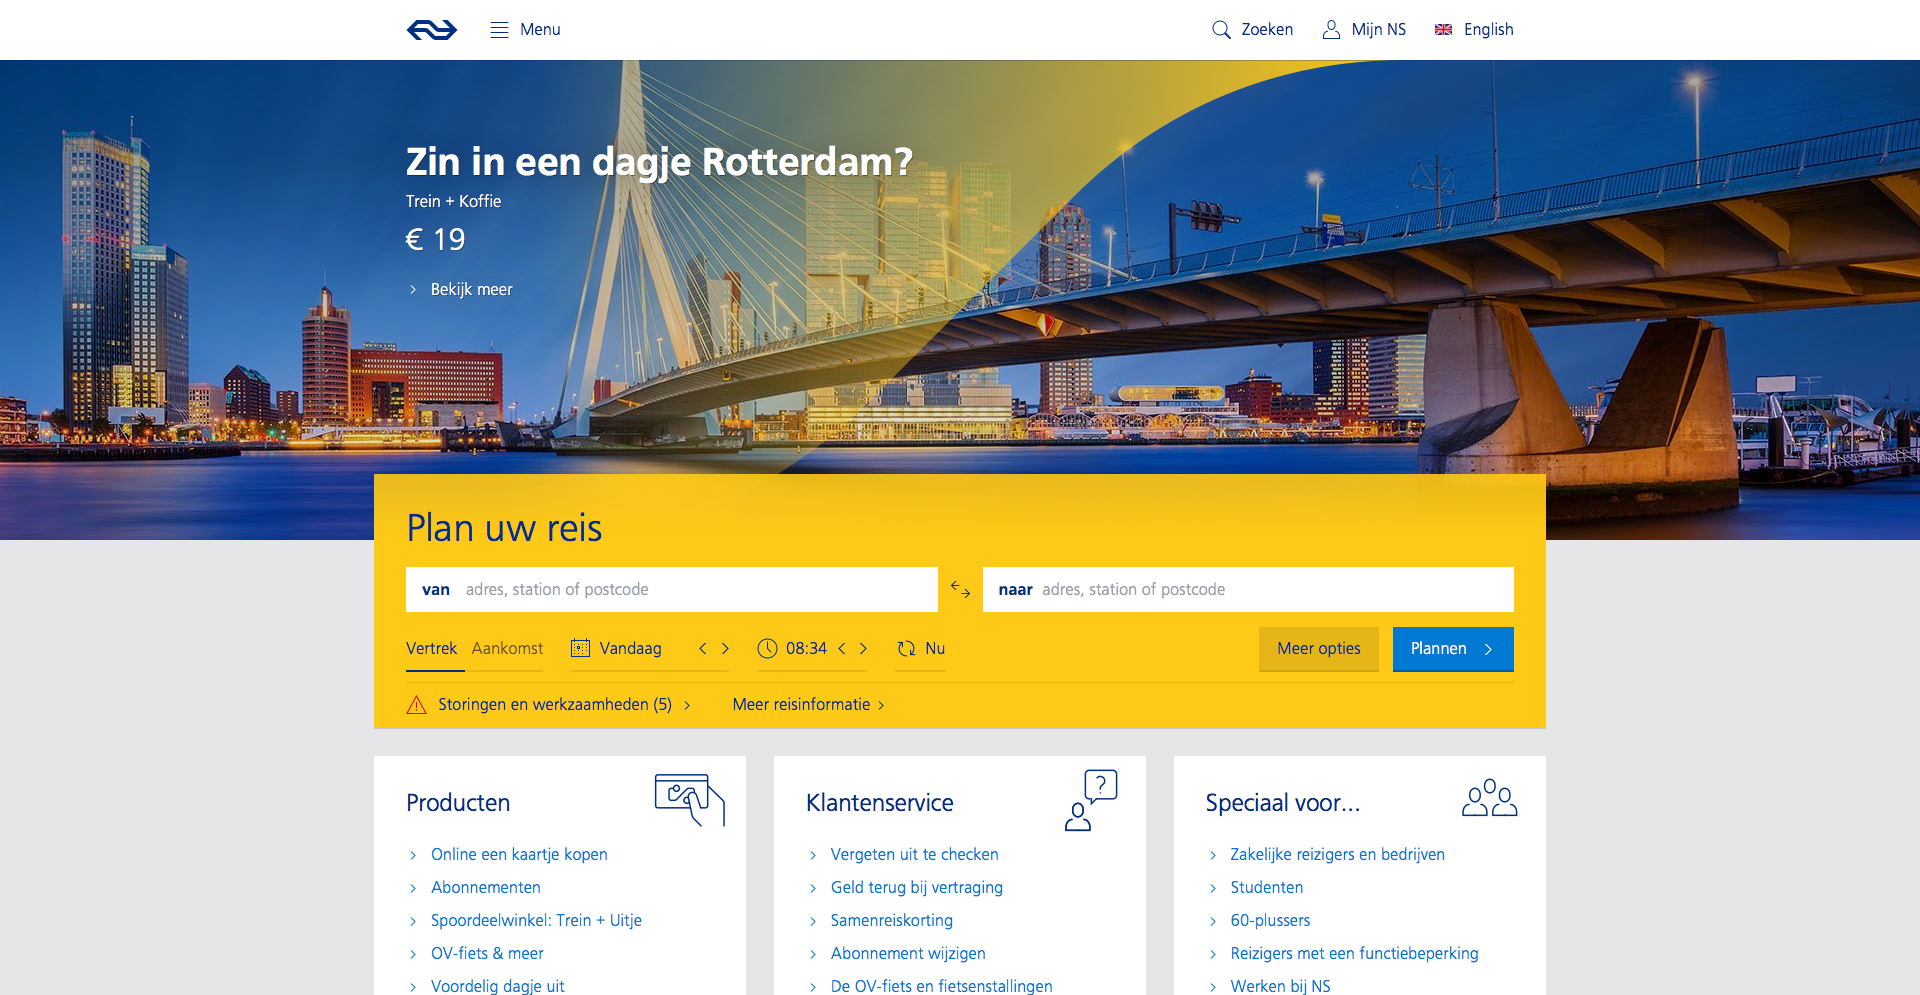 Menu
Zoeken
Mijn NS
English
Zin in een dagje Rotterdam?
Trein + Koffie
€ 19
Bekijk meer
Plan uw reis
van adres, station of postcode
naar adres, station of postcode
Vertrek Aankomst Vandaag 08:34 Nu
Meer opties
Plannen
Storingen en werkzaamheden (5)
Meer reisinformatie
Producten
Online een kaartje kopen
Abonnementen
Spoordeelwinkel: Trein + Uitje
OV-fiets & meer
Voordelig dagje uit
Klantenservice
?
Vergeten uit te checken
Geld terug bij vertraging
Samenreiskorting
Abonnement wijzigen
De OV-fiets en fietsenstallingen
Speciaal voor...
Zakelijke reizigers en bedrijven
Studenten
60-plussers
Reizigers met een functiebeperking
Werken bij NS